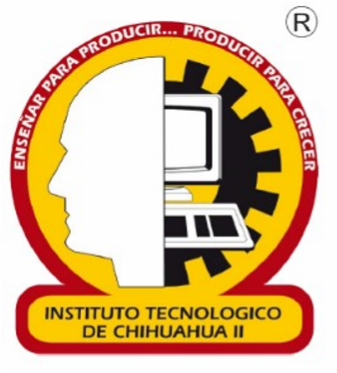 ®
ENSEÑAR PARA PRODUCIR... PRODUCIR PARA CRECER
INSTITUTO TECNOLOGICO
DE CHIHUAHUA II